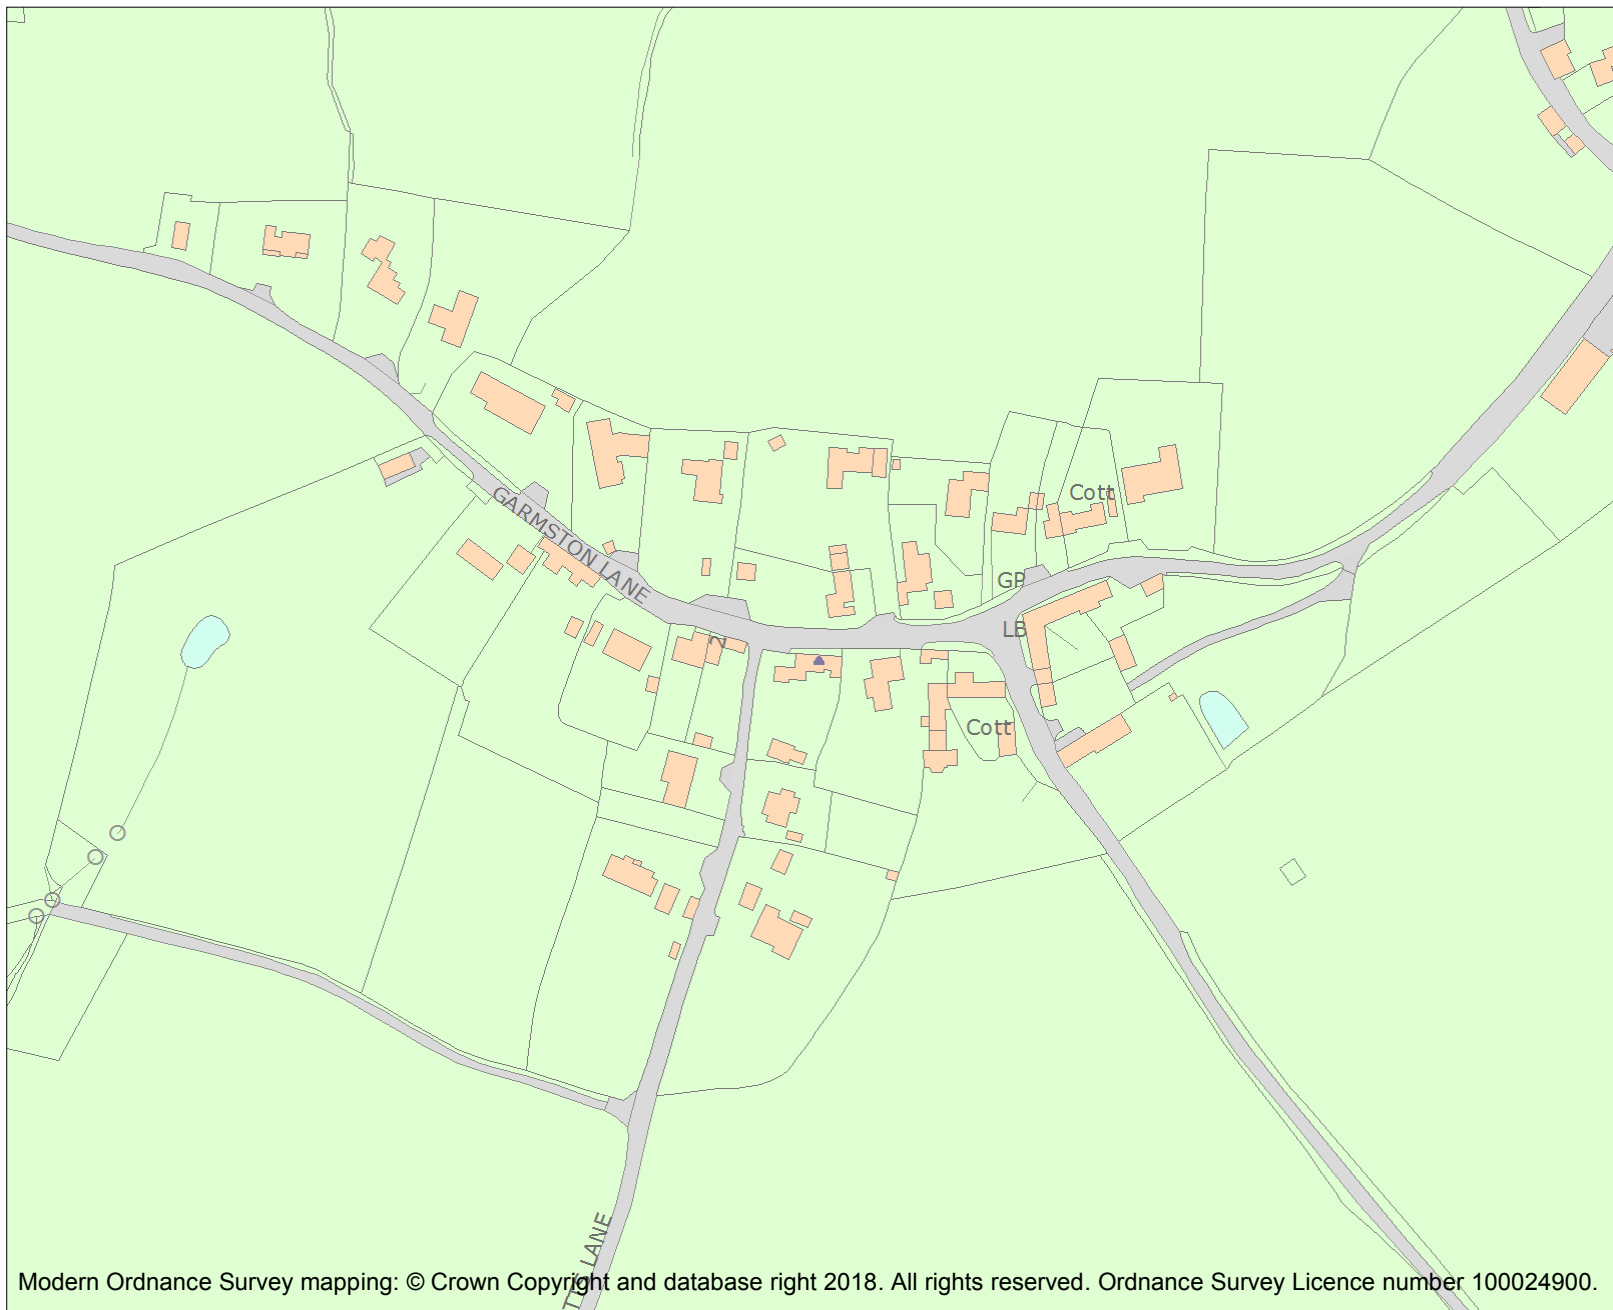 Cott
GARMSTON LANE
GP
LB
2
Cott
LANE
Modern Ordnance Survey mapping: © Crown Copyright and database right 2018. All rights reserved. Ordnance Survey Licence number 100024900.